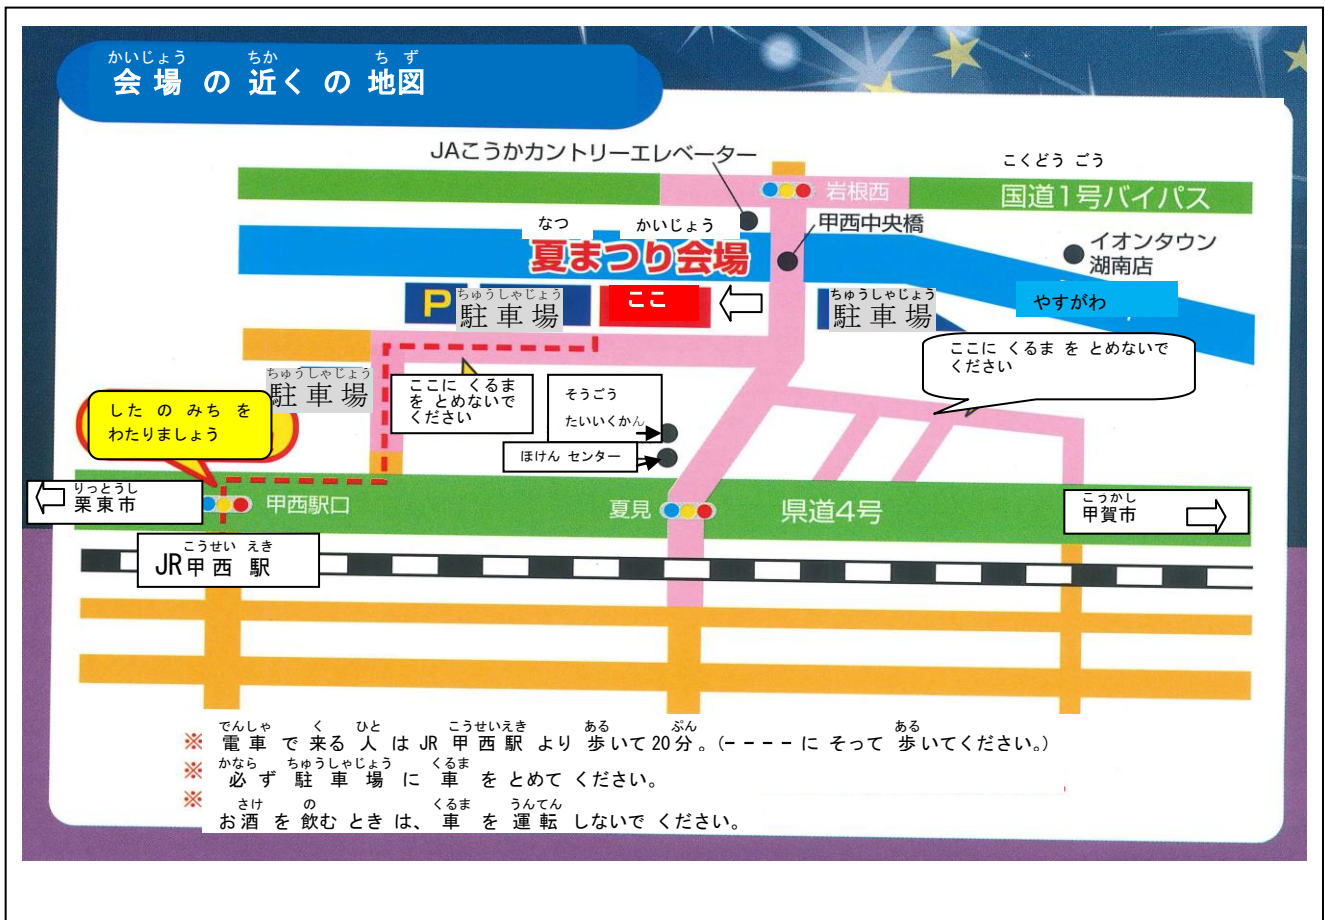 かいじょう ちか ちず
会場 の 近く の 地図
JAこうかカントリーエレベーター
こくどう ごう
岩根西
国道1号バイパス
なつ かいじょう
甲西中央橋
夏まつり会場
イオンタウン
湖南店
P
ちゅうしゃじょう
駐車場
ここ
ちゅうしゃじょう
駐車場
やすがわ
ここに くるま を とめないで
ください
ちゅうしゃじょう
駐車場
ここに くるま
を とめないで
ください
そうごう
たいいくかん
ほけん センター
した の みち を
わたりましょう
りっとうし
栗東市
甲西駅口
夏見
県道4号
こうかし
甲賀市
こうせい えき
JR甲西 駅
でんしゃ く ひと こうせいえき ある ぷん ある
※ 電車 で 来る 人 は JR 甲西駅 より 歩いて 20分。(---- に そって 歩いてください。)
かなら ちゅうしゃじょう くるま
※ 必ず 駐車場 に 車 を とめて ください。
※
さけ の くるま うんてん
お酒 を 飲む とき は、 車 を 運転 しないで ください。